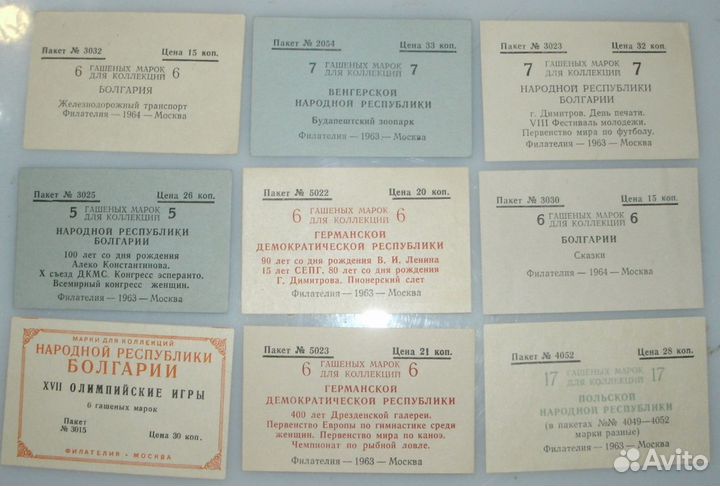 Пакет № 3032 Цена 15 коп.
6 ГАШЕНЫХ МАРОК ДЛЯ КОЛЛЕКЦИЙ 6
БОЛГАРИЯ
Железнодорожный транспорт
Филателия — 1964 — Москва
Пакет № 2054 Цена 33 коп.
7 ГАШЕНЫХ МАРОК ДЛЯ КОЛЛЕКЦИЙ 7
ВЕНГЕРСКОЙ
НАРОДНОЙ РЕСПУБЛИКИ
Будапештский зоопарк
Филателия — 1963 — Москва
Пакет № 3023 Цена 32 коп.
7 ГАШЕНЫХ МАРОК ДЛЯ КОЛЛЕКЦИЙ 7
НАРОДНОЙ РЕСПУБЛИКИ
БОЛГАРИИ
г. Димитров. День печати.
VIII Фестиваль молодежи.
Первенство мира по футболу.
Филателия — 1963 — Москва
Пакет № 3025 Цена 26 коп.
5 ГАШЕНЫХ МАРОК ДЛЯ КОЛЛЕКЦИЙ 5
НАРОДНОЙ РЕСПУБЛИКИ
БОЛГАРИИ
100 лет со дня рождения
Алеко Константинова.
X съезд ДКМС. Конгресс эсперанто.
Всемирный конгресс женщин.
Филателия — 1963 — Москва
Пакет № 5022 Цена 20 коп.
6 ГАШЕНЫХ МАРОК ДЛЯ КОЛЛЕКЦИЙ 6
ГЕРМАНСКОЙ
ДЕМОКРАТИЧЕСКОЙ РЕСПУБЛИКИ
90 лет со дня рождения В. И. Ленина
15 лет СЕПГ. 80 лет со дня рождения
Г. Димитрова. Пионерский слет
Филателия — 1963 — Москва
Пакет № 3030 Цена 15 коп.
6 ГАШЕНЫХ МАРОК ДЛЯ КОЛЛЕКЦИЙ 6
БОЛГАРИИ
Сказки
Филателия — 1964 — Москва
МАРКИ ДЛЯ КОЛЛЕКЦИЙ
НАРОДНОЙ РЕСПУБЛИКИ
БОЛГАРИИ
XVII ОЛИМПИЙСКИЕ ИГРЫ
6 гашеных марок
Пакет
№ 3015 Цена 30 коп.
ФИЛАТЕЛИЯ - МОСКВА
Пакет № 5023 Цена 21 коп.
6 ГАШЕНЫХ МАРОК ДЛЯ КОЛЛЕКЦИЙ 6
ГЕРМАНСКОЙ
ДЕМОКРАТИЧЕСКОЙ РЕСПУБЛИКИ
400 лет Дрезденской галереи.
Первенство Европы по гимнастике среди
женщин. Первенство мира по каноэ.
Чемпионат по рыбной ловле.
Филателия — 1963 — Москва
Пакет № 4052 Цена 28 коп.
17 ГАШЕНЫХ МАРОК ДЛЯ КОЛЛЕКЦИЙ 17
ПОЛЬСКОЙ
НАРОДНОЙ РЕСПУБЛИКИ
(в пакетах №№ 4049—4052
марки разные)
Филателия — 1963 — Москва
Avito